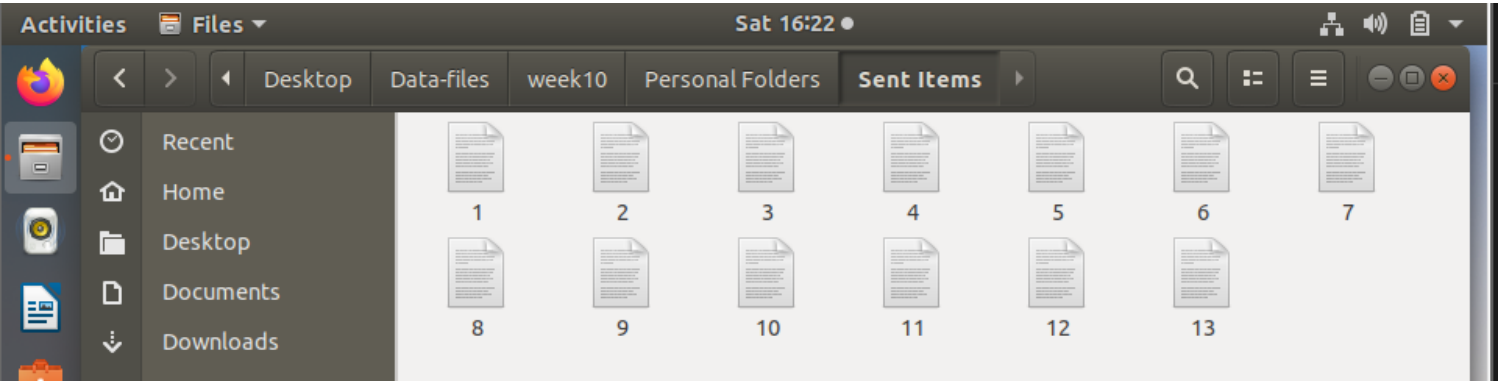 Activities Files Sat 16:22
Desktop Data-files week10 Personal Folders Sent Items
Recent
Home
Desktop
Documents
Downloads
1 2 3 4 5 6 7
8 9 10 11 12 13